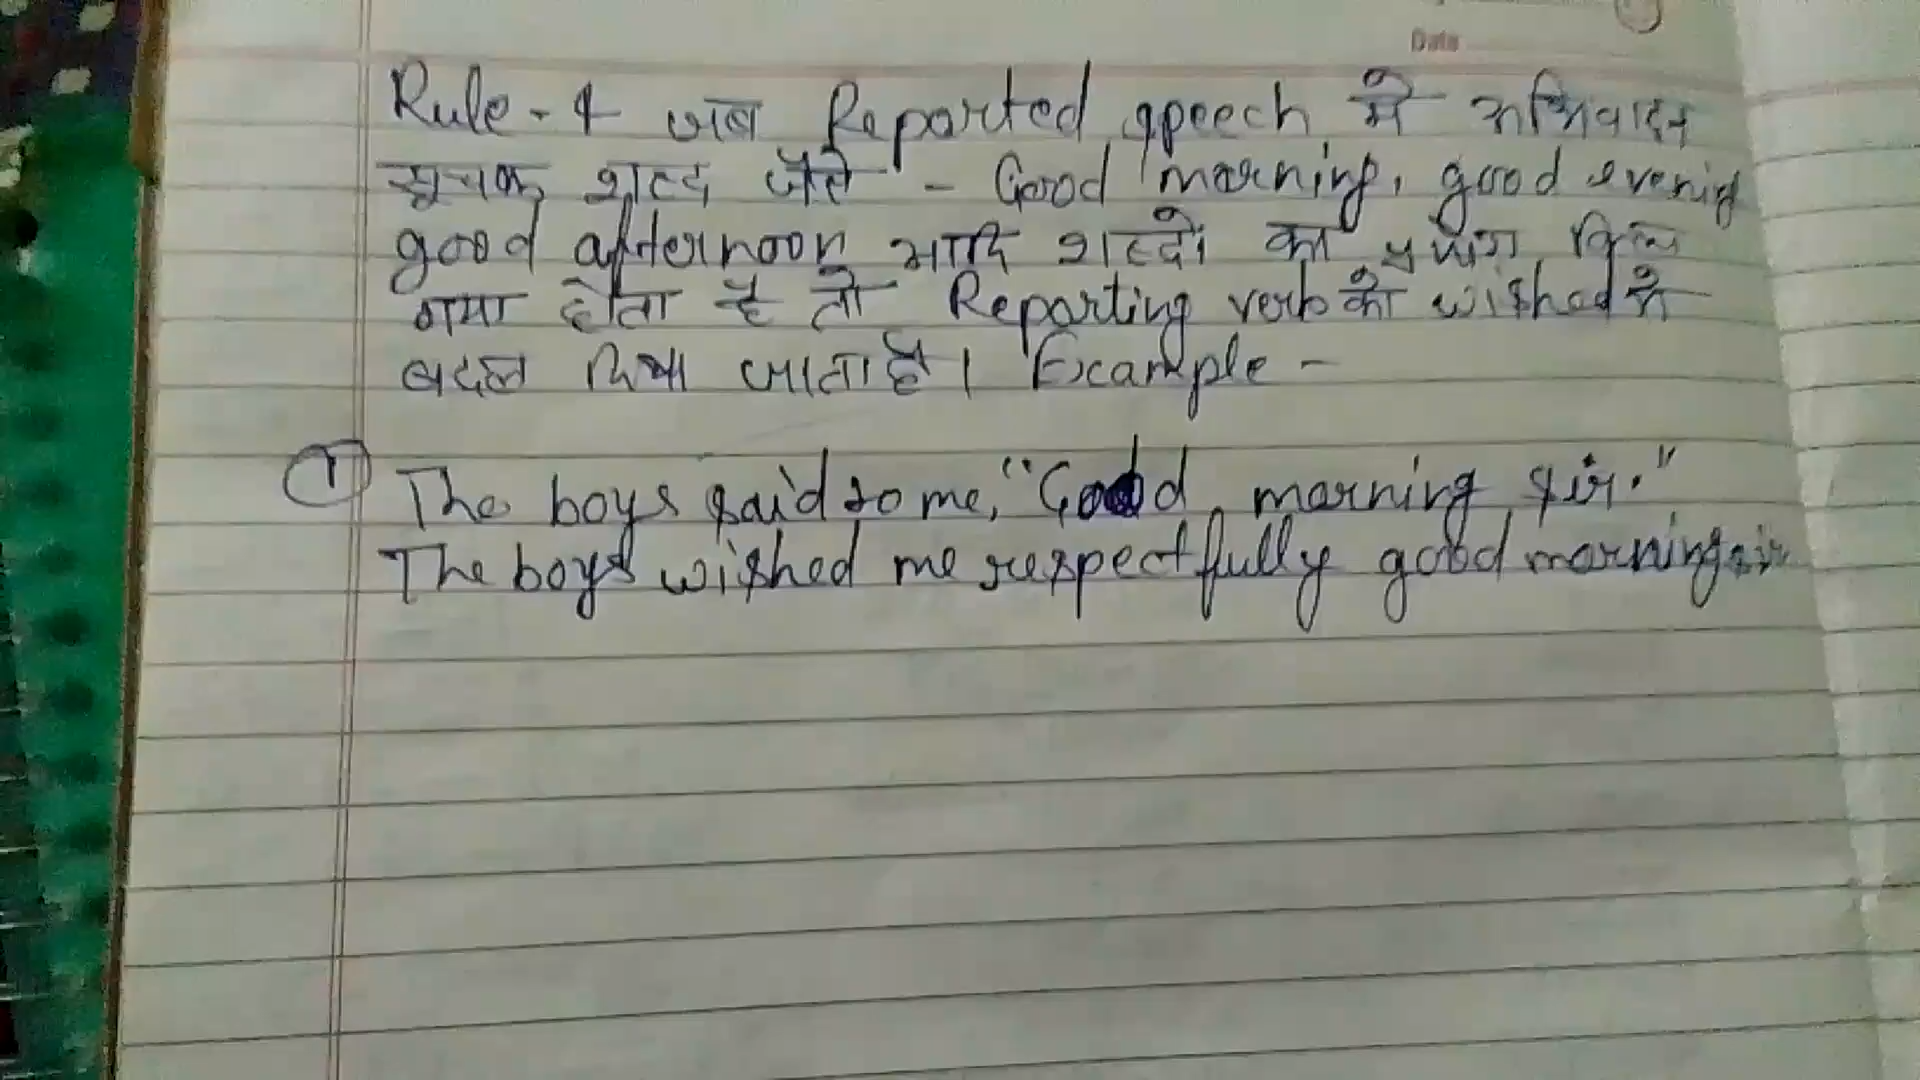 Date
Rule - 4 जब Reported speech में अभिवादन
सूचक शब्द जैसे - Good morning, good evening
good afternoon आदि शब्दों का प्रयोग किया
गया होता है तो Reporting verb को wished में
बदल दिया जाता है। Example -
① The boys said to me, "Good morning sir."
The boys wished me respectfully good morning sir